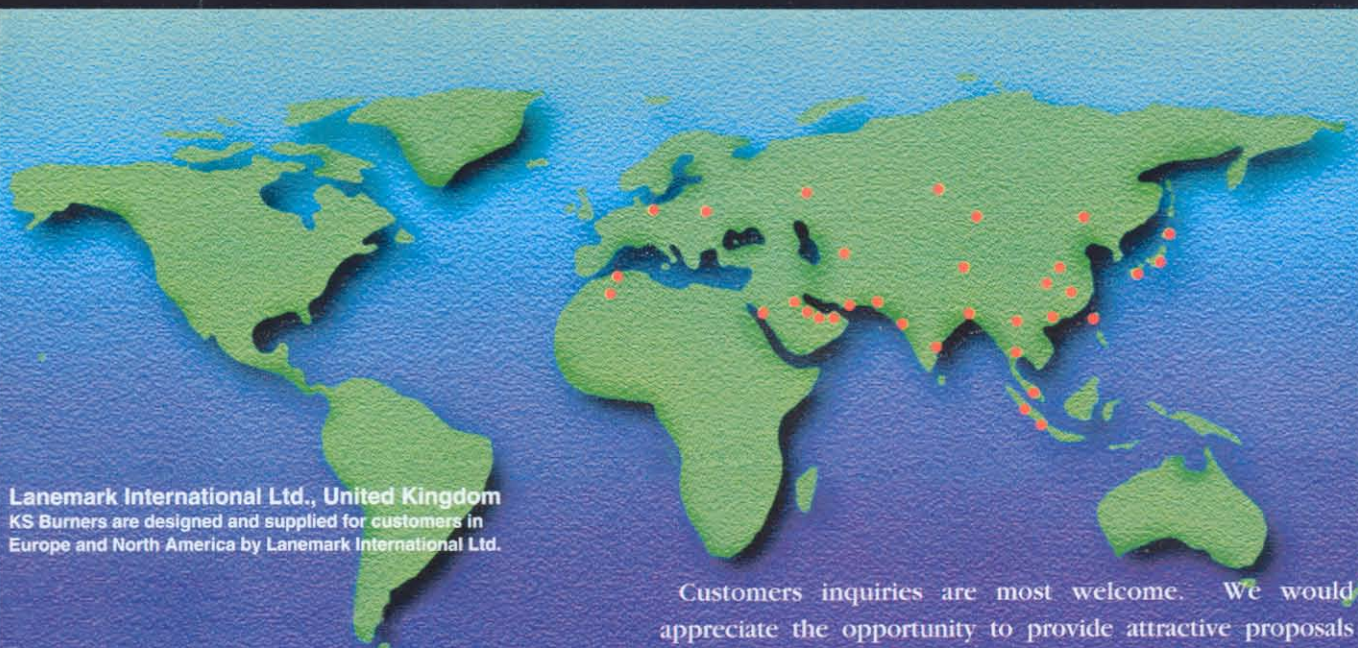 Lanemark International Ltd., United Kingdom
KS Burners are designed and supplied for customers in
Europe and North America by Lanemark International Ltd.
Customers inquiries are most welcome. We would
appreciate the opportunity to provide attractive proposals